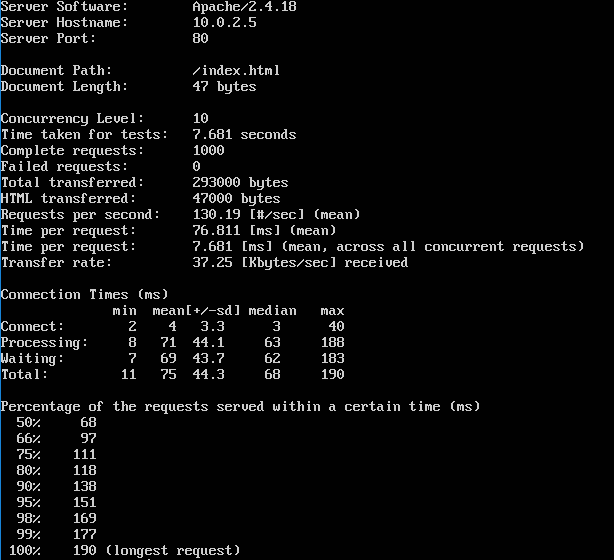 Server Software:        Apache/2.4.18
Server Hostname:        10.0.2.5
Server Port:            80

Document Path:          /index.html
Document Length:        47 bytes

Concurrency Level:      10
Time taken for tests:   7.681 seconds
Complete requests:      1000
Failed requests:        0
Total transferred:      293000 bytes
HTML transferred:       47000 bytes
Requests per second:    130.19 [#/sec] (mean)
Time per request:       76.811 [ms] (mean)
Time per request:       7.681 [ms] (mean, across all concurrent requests)
Transfer rate:          37.25 [Kbytes/sec] received

Connection Times (ms)
              min  mean[+/-sd] median   max
Connect:        2    4   3.3      3      40
Processing:     8   71  44.1     63     188
Waiting:        7   69  43.7     62     183
Total:         11   75  44.3     68     190

Percentage of the requests served within a certain time (ms)
  50%     68
  66%     97
  75%    111
  80%    118
  90%    138
  95%    151
  98%    169
  99%    177
 100%    190 (longest request)